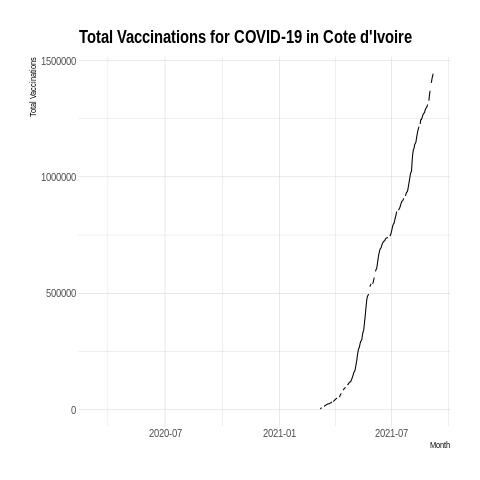 Total Vaccinations for COVID-19 in Cote d'Ivoire
Total Vaccinations
1500000
1000000
500000
0
2020-07
2021-01
2021-07
Month